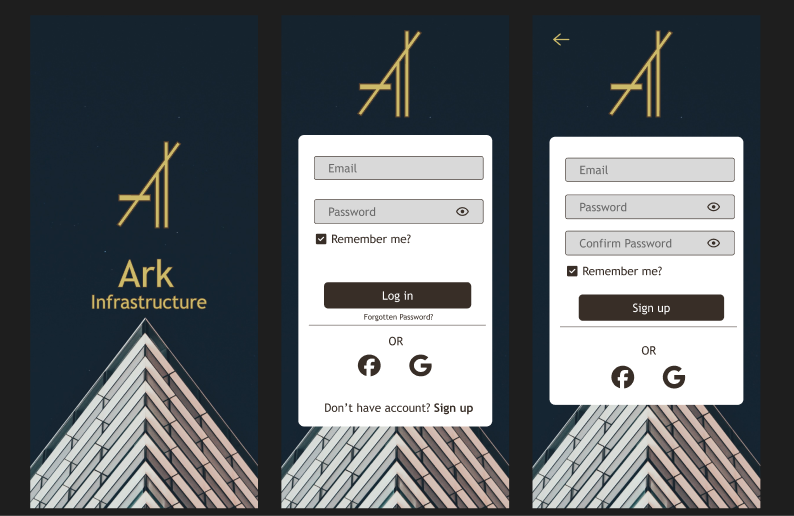 Ark
Infrastructure
Email
Password
Remember me?
Log in
Forgotten Password?
OR
Don't have account? Sign up
Email
Password
Confirm Password
Remember me?
Sign up
OR